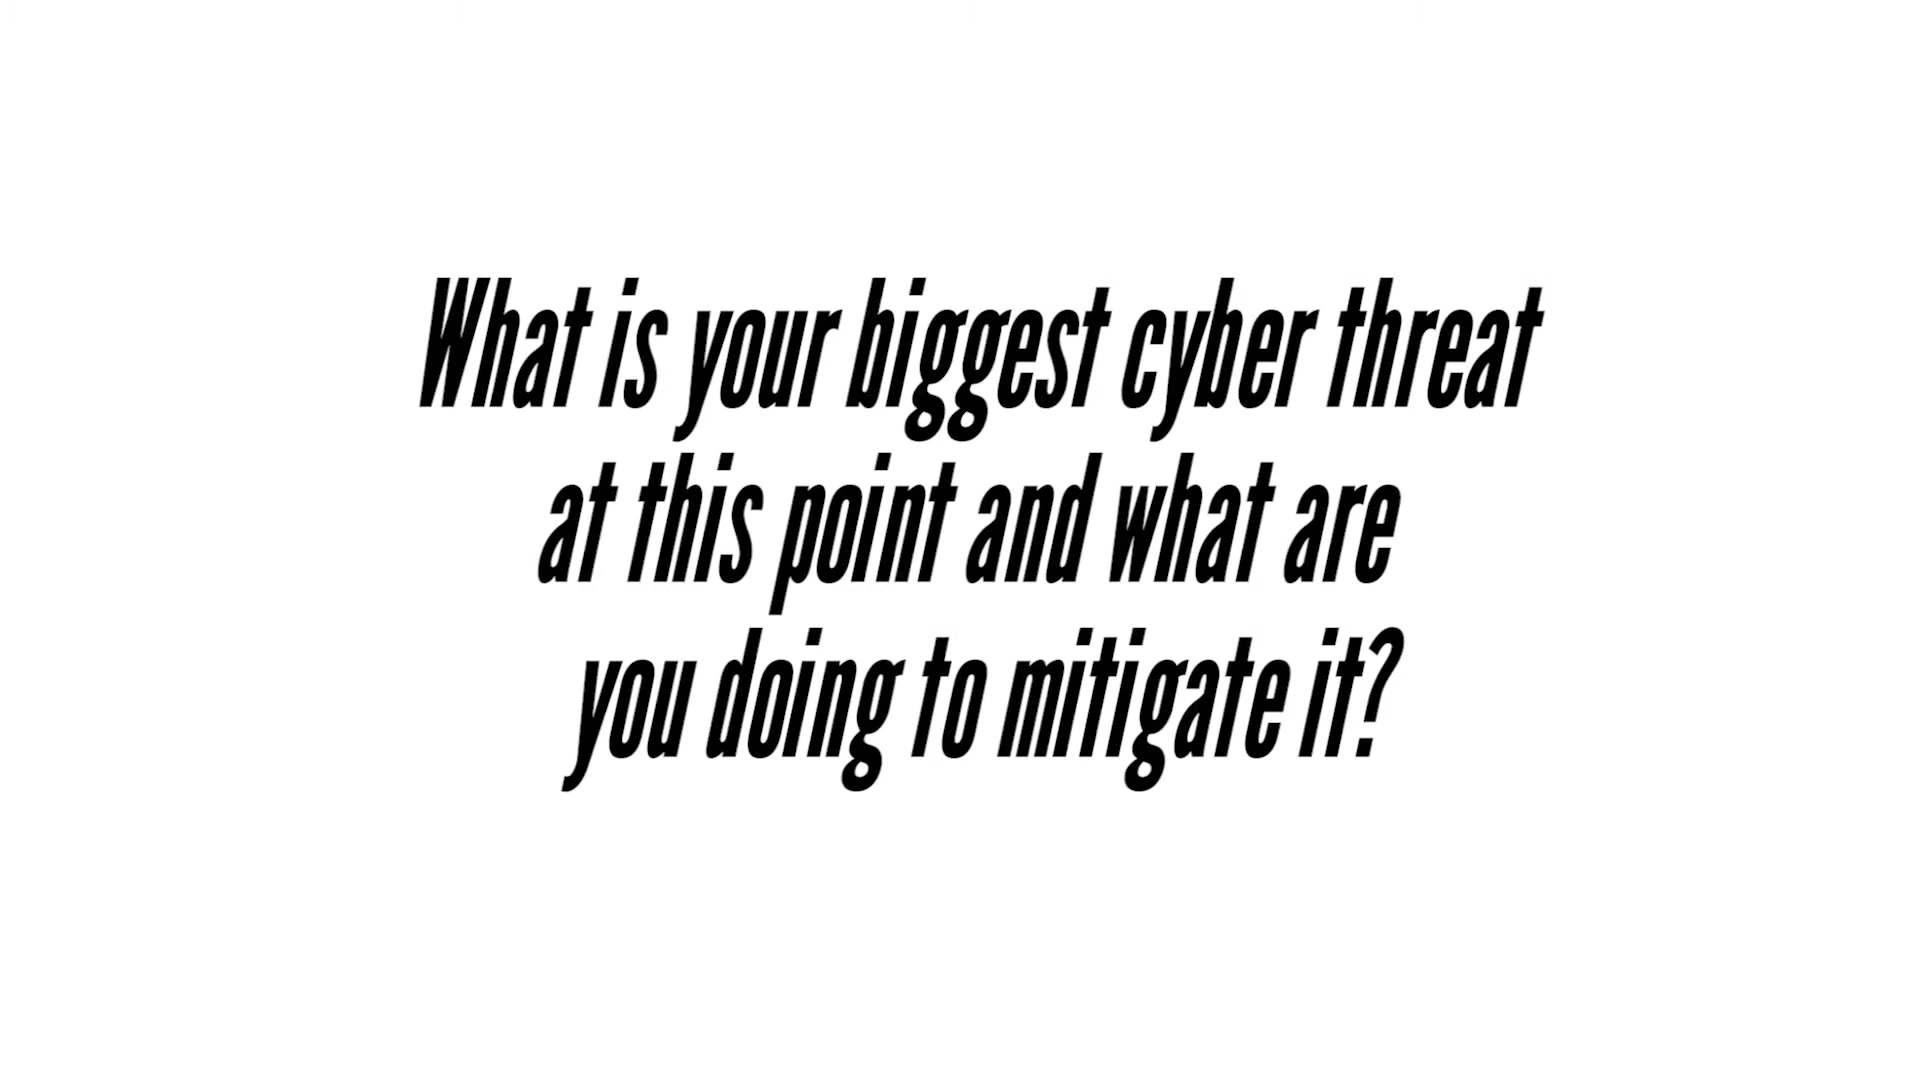 What is your biggest cyber threat
at this point and what are
you doing to mitigate it?